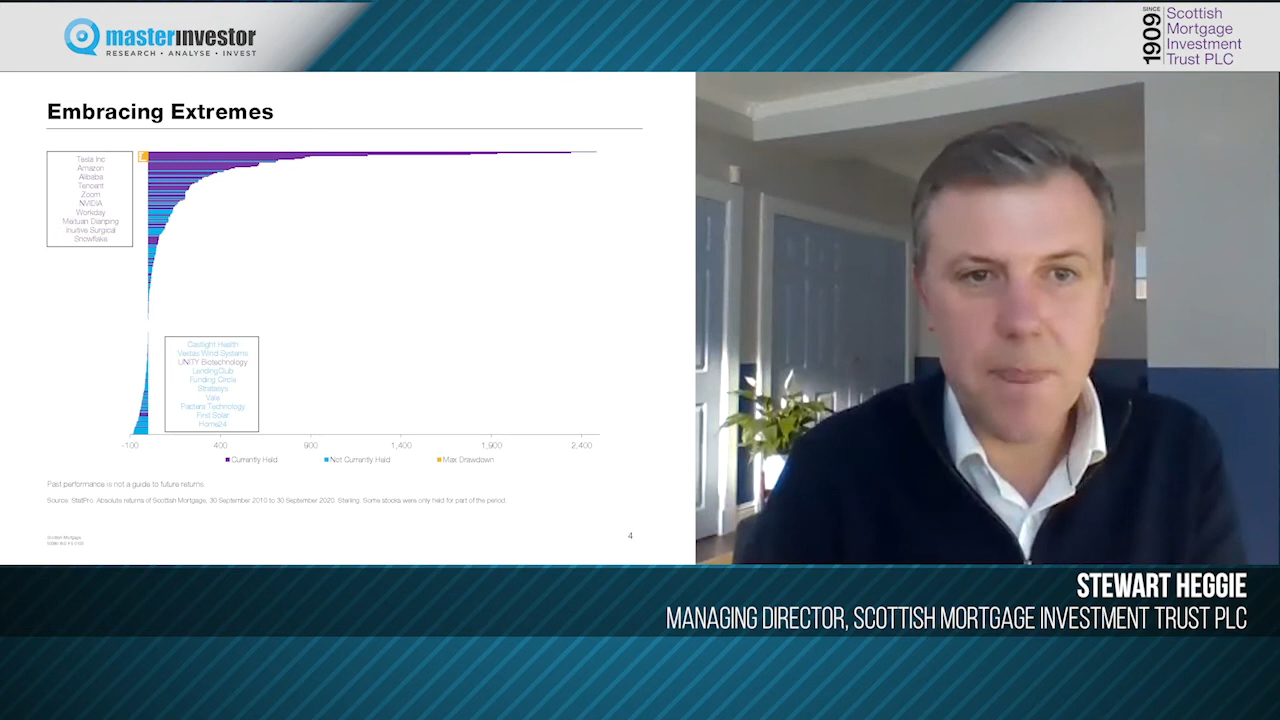 masterinvestor
RESEARCH • ANALYSE • INVEST
SINCE
1909
Scottish
Mortgage
Investment
Trust PLC
Embracing Extremes
Tesla Inc
Amazon
Alibaba
Tencent
Zoom
NVIDIA
Workday
Meituan Dianping
Intuitive Surgical
Snowflake
Castlight Health
Vestas Wind Systems
UNITY Biotechnology
LendingClub
Funding Circle
Stratasys
Vale
Facteris Technology
First Solar
Home24
-100 400 900 1,400 1,900 2,400
Currently Held Not Currently Held Max Drawdown
Past performance is not a guide to future returns.
Source: StatPro. Absolute returns of Scottish Mortgage, 30 September 2010 to 30 September 2020. Sterling. Some stocks were only held for part of the period.
Scottish Mortgage
4
STEWART HEGGIE
MANAGING DIRECTOR, SCOTTISH MORTGAGE INVESTMENT TRUST PLC